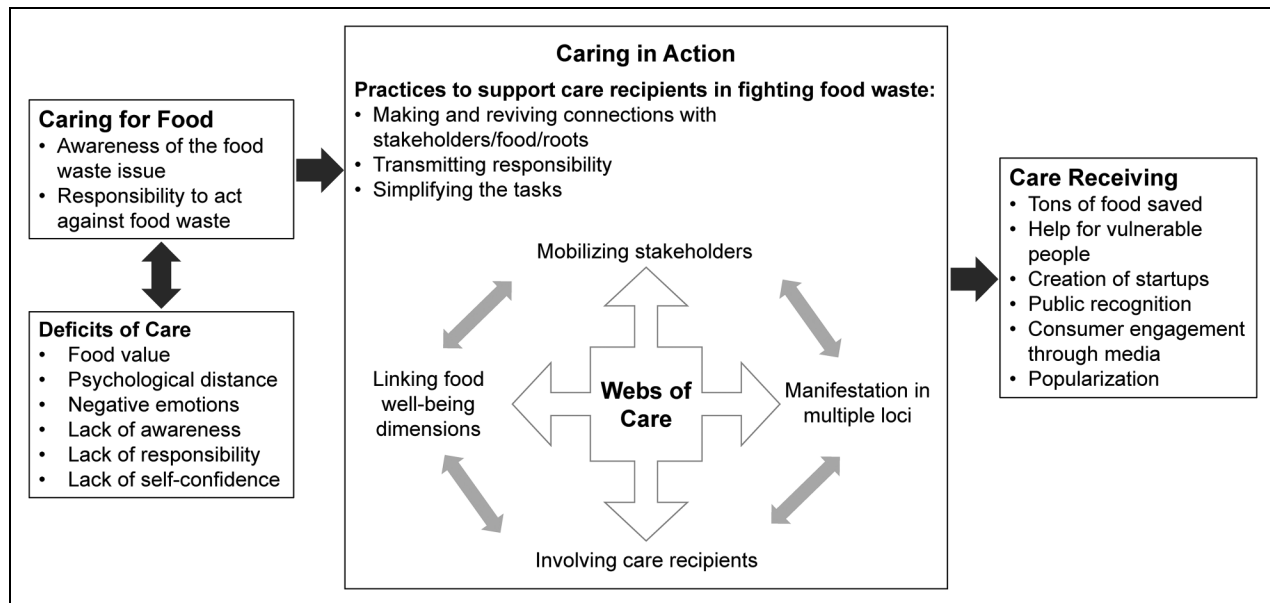 Caring for Food
• Awareness of the food
waste issue
• Responsibility to act
against food waste
Deficits of Care
• Food value
• Psychological distance
• Negative emotions
• Lack of awareness
• Lack of responsibility
• Lack of self-confidence
Caring in Action
Practices to support care recipients in fighting food waste:
• Making and reviving connections with
stakeholders/food/roots
• Transmitting responsibility
• Simplifying the tasks
Mobilizing stakeholders
Linking food
well-being
dimensions
Webs of
Care
Manifestation in
multiple loci
Involving care recipients
Care Receiving
• Tons of food saved
• Help for vulnerable
people
• Creation of startups
• Public recognition
• Consumer engagement
through media
• Popularization